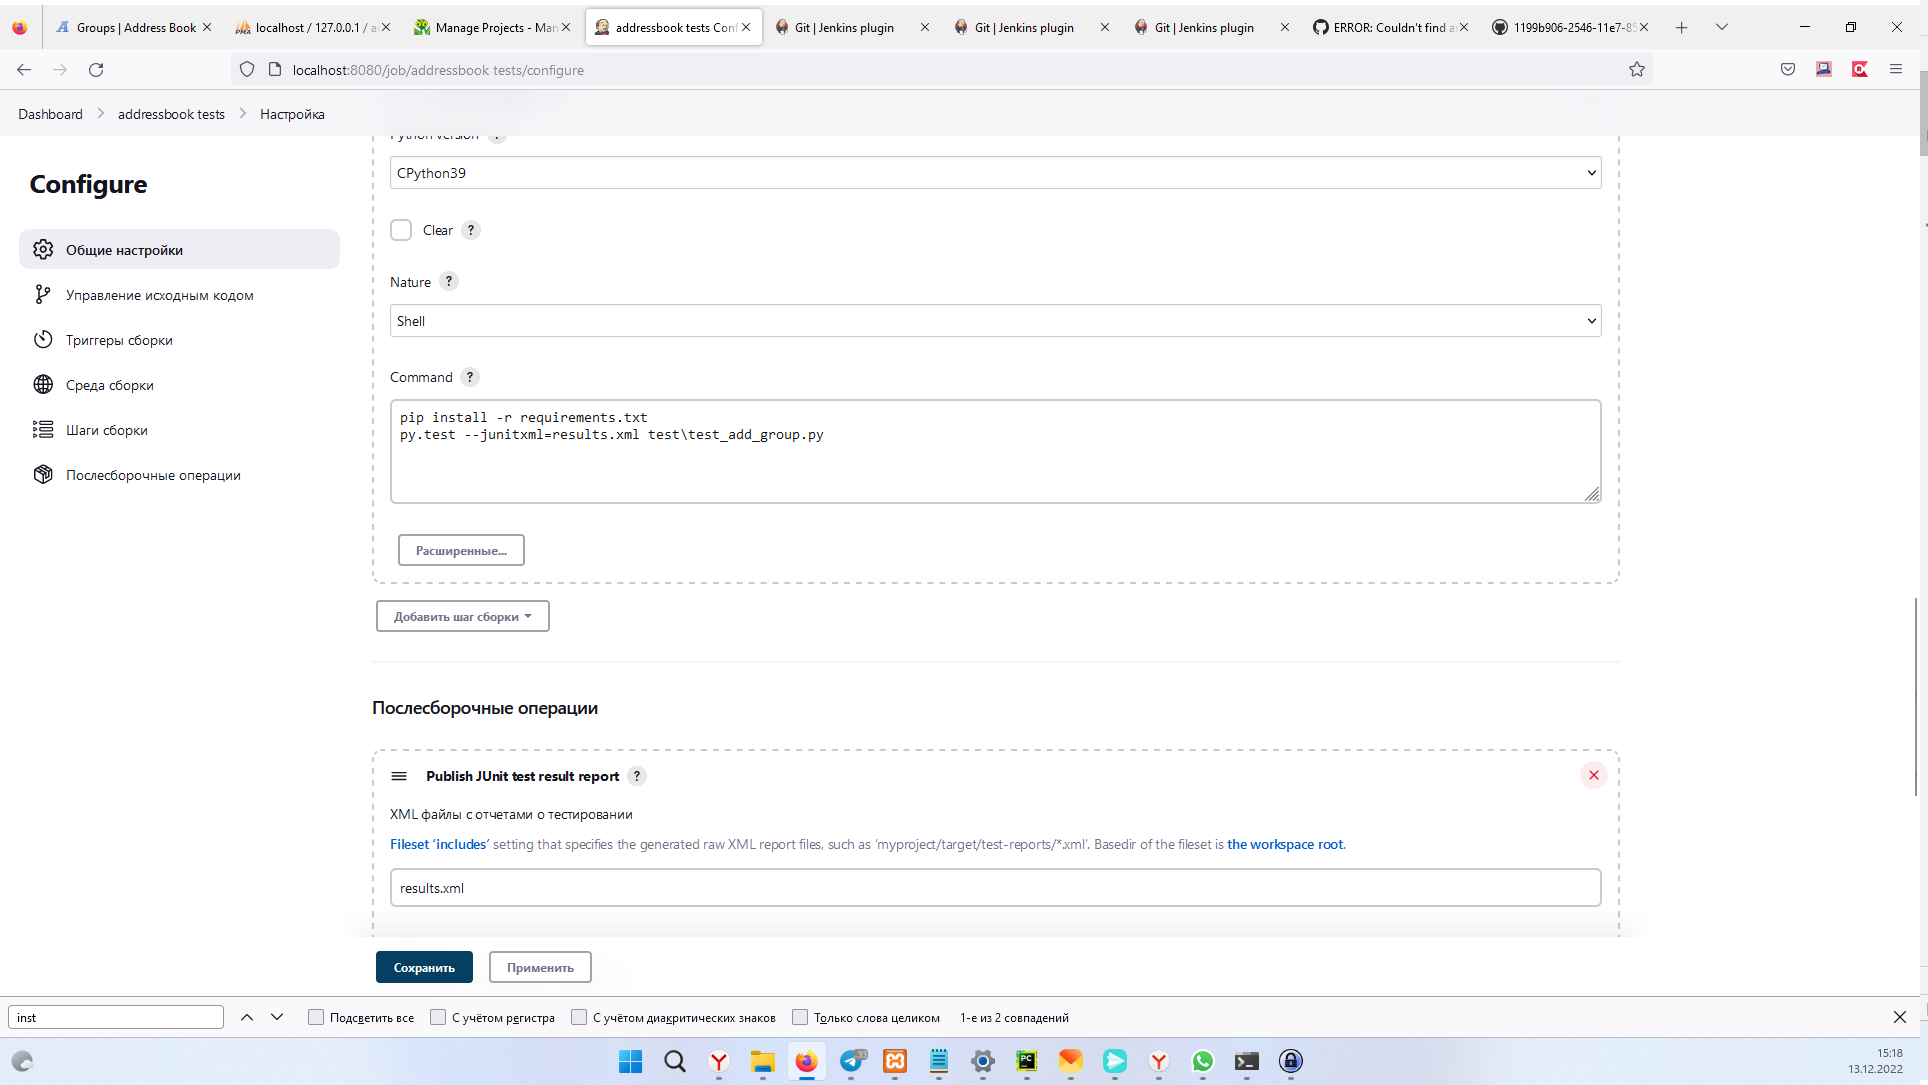 Groups | Address Book
localhost / 127.0.0.1 / a
Manage Projects - Man
addressbook tests Conf
Git | Jenkins plugin
Git | Jenkins plugin
Git | Jenkins plugin
ERROR: Couldn't find a
1199b906-2546-11e7-85
localhost:8080/job/addressbook tests/configure
Dashboard
addressbook tests
Настройка
Configure
Общие настройки
Управление исходным кодом
Триггеры сборки
Среда сборки
Шаги сборки
Послесборочные операции
Python version ?
CPython39
Clear ?
Nature ?
Shell
Command ?
pip install -r requirements.txt
py.test --junitxml=results.xml test\test_add_group.py
Расширенные...
Добавить шаг сборки
Послесборочные операции
Publish JUnit test result report ?
XML файлы с отчетами о тестировании
Fileset 'includes' setting that specifies the generated raw XML report files, such as 'myproject/target/test-reports/*.xml'. Basedir of the fileset is the workspace root.
results.xml
Сохранить
Применить
inst
Подсветить все
С учётом регистра
С учётом диакритических знаков
Только слова целиком
1-е из 2 совпадений
15:18
13.12.2022